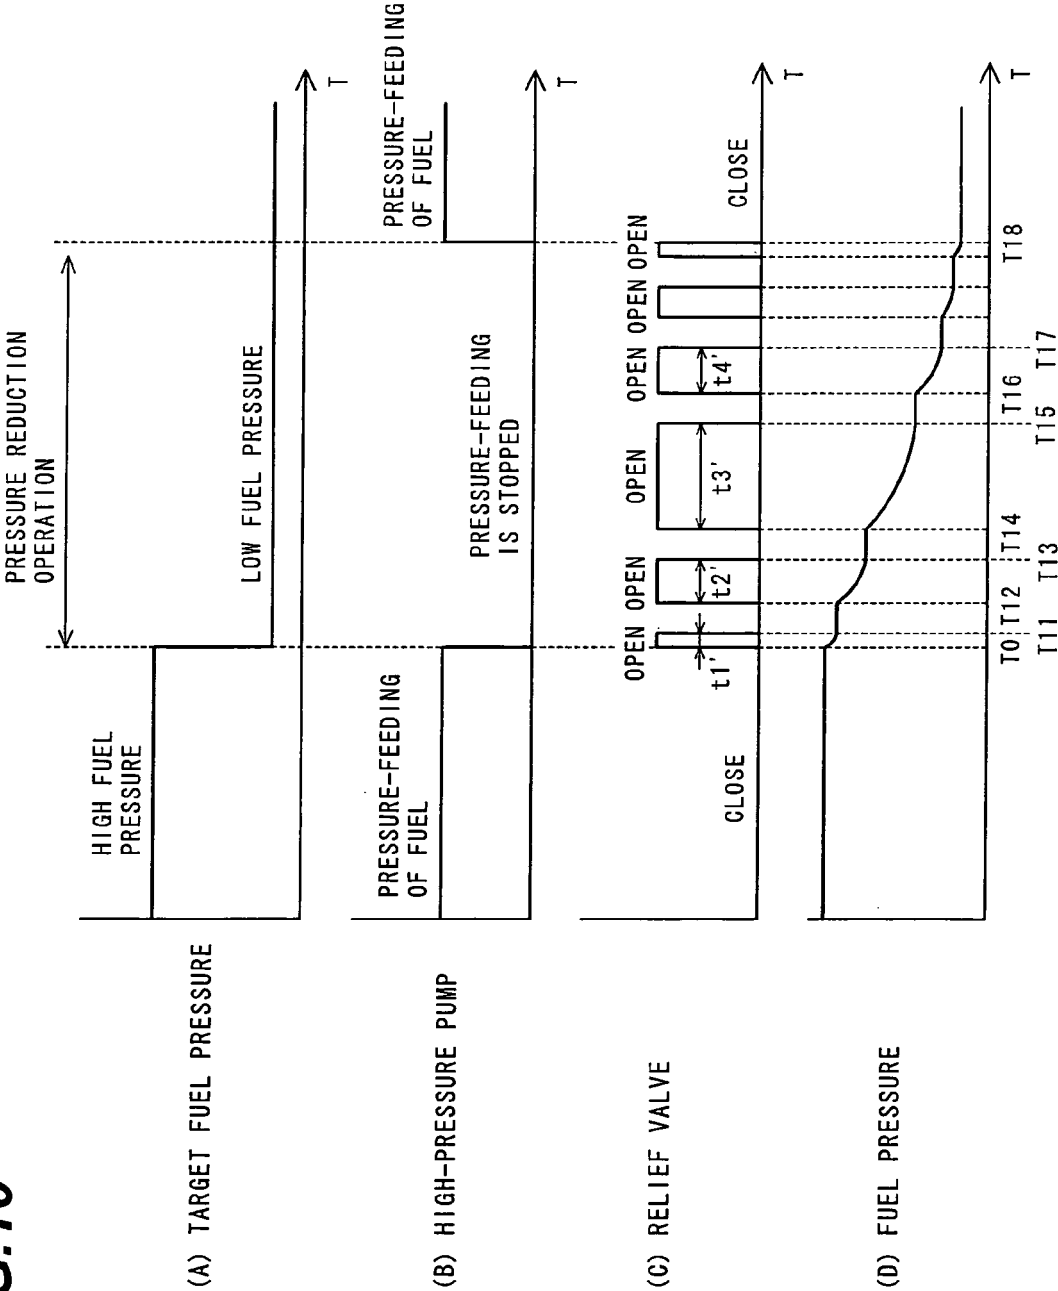 PRESSURE REDUCTION
OPERATION
(A) TARGET FUEL PRESSURE
HIGH FUEL
PRESSURE
LOW FUEL PRESSURE
T
(B) HIGH-PRESSURE PUMP
PRESSURE-FEEDING
OF FUEL
PRESSURE-FEEDING
IS STOPPED
PRESSURE-FEEDING
OF FUEL
T
(C) RELIEF VALVE
CLOSE
OPEN
OPEN
OPEN
OPEN
OPEN
OPEN
CLOSE
t1'
t2'
t3'
t4'
T
(D) FUEL PRESSURE
T
T0
T12
T14
T16
T18
T11
T13
T15
T17